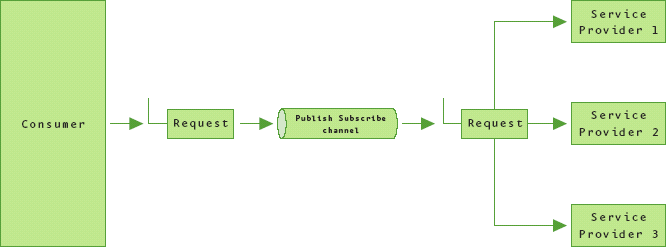 Consumer
Request
Publish Subscribe
channel
Request
Service
Provider 1
Service
Provider 2
Service
Provider 3